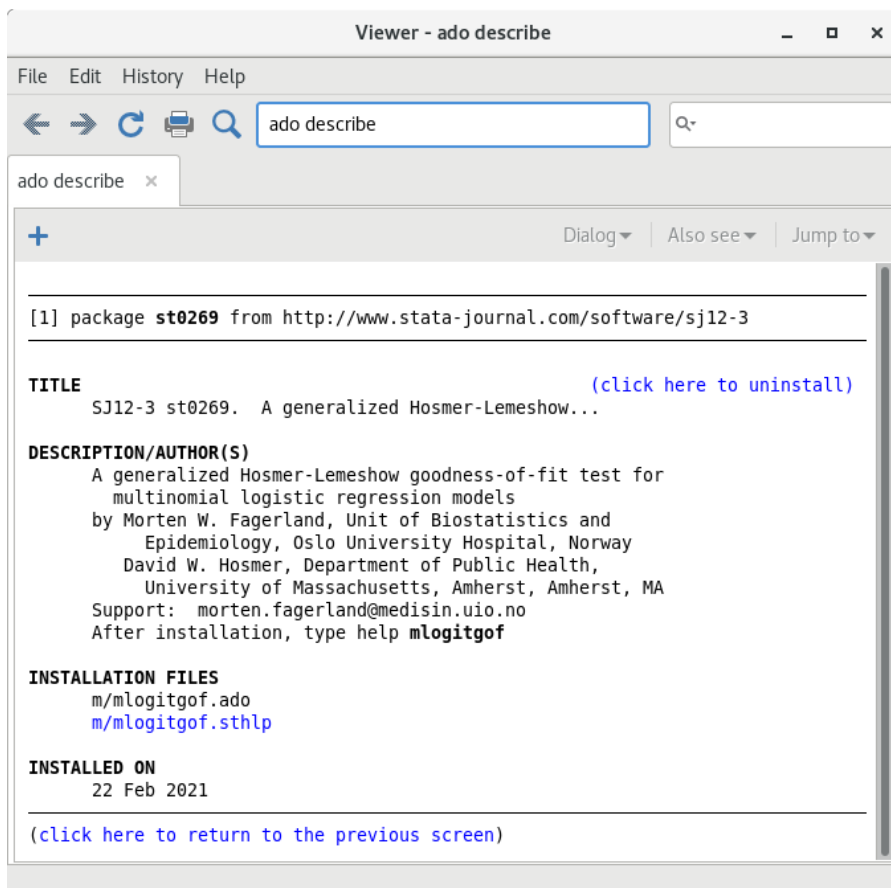 Viewer - ado describe
File Edit History Help
ado describe
ado describe
Dialog Also see Jump to
[1] package st0269 from http://www.stata-journal.com/software/sj12-3
TITLE (click here to uninstall)
SJ12-3 st0269. A generalized Hosmer-Lemeshow...
DESCRIPTION/AUTHOR(S)
A generalized Hosmer-Lemeshow goodness-of-fit test for
multinomial logistic regression models
by Morten W. Fagerland, Unit of Biostatistics and
Epidemiology, Oslo University Hospital, Norway
David W. Hosmer, Department of Public Health,
University of Massachusetts, Amherst, Amherst, MA
Support: morten.fagerland@medisin.uio.no
After installation, type help mlogitgof
INSTALLATION FILES
m/mlogitgof.ado
m/mlogitgof.sthlp
INSTALLED ON
22 Feb 2021
(click here to return to the previous screen)